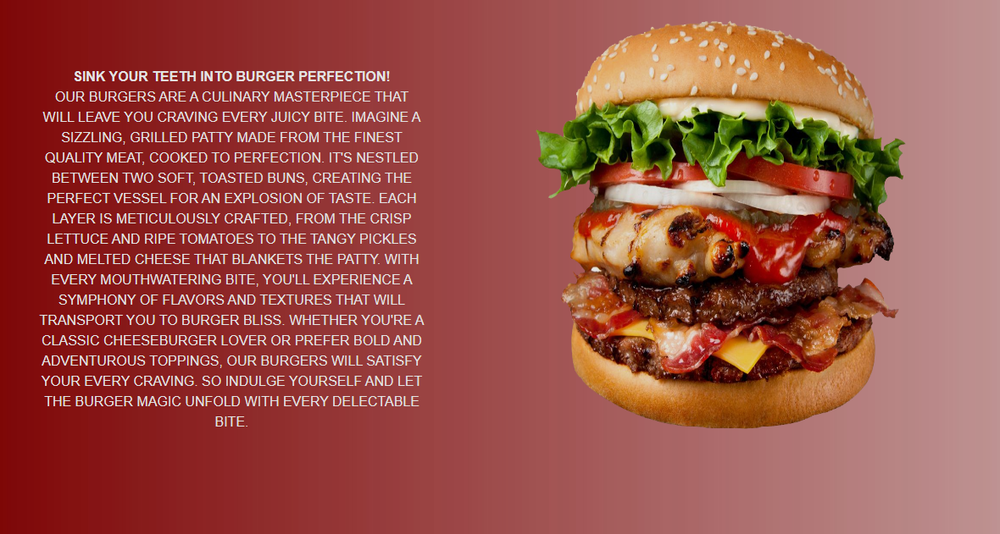 SINK YOUR TEETH INTO BURGER PERFECTION!
OUR BURGERS ARE A CULINARY MASTERPIECE THAT
WILL LEAVE YOU CRAVING EVERY JUICY BITE. IMAGINE A
SIZZLING, GRILLED PATTY MADE FROM THE FINEST
QUALITY MEAT, COOKED TO PERFECTION. IT'S NESTLED
BETWEEN TWO SOFT, TOASTED BUNS, CREATING THE
PERFECT VESSEL FOR AN EXPLOSION OF TASTE. EACH
LAYER IS METICULOUSLY CRAFTED, FROM THE CRISP
LETTUCE AND RIPE TOMATOES TO THE TANGY PICKLES
AND MELTED CHEESE THAT BLANKETS THE PATTY. WITH
EVERY MOUTHWATERING BITE, YOU'LL EXPERIENCE A
SYMPHONY OF FLAVORS AND TEXTURES THAT WILL
TRANSPORT YOU TO BURGER BLISS. WHETHER YOU'RE A
CLASSIC CHEESEBURGER LOVER OR PREFER BOLD AND
ADVENTUROUS TOPPINGS, OUR BURGERS WILL SATISFY
YOUR EVERY CRAVING. SO INDULGE YOURSELF AND LET
THE BURGER MAGIC UNFOLD WITH EVERY DELECTABLE
BITE.